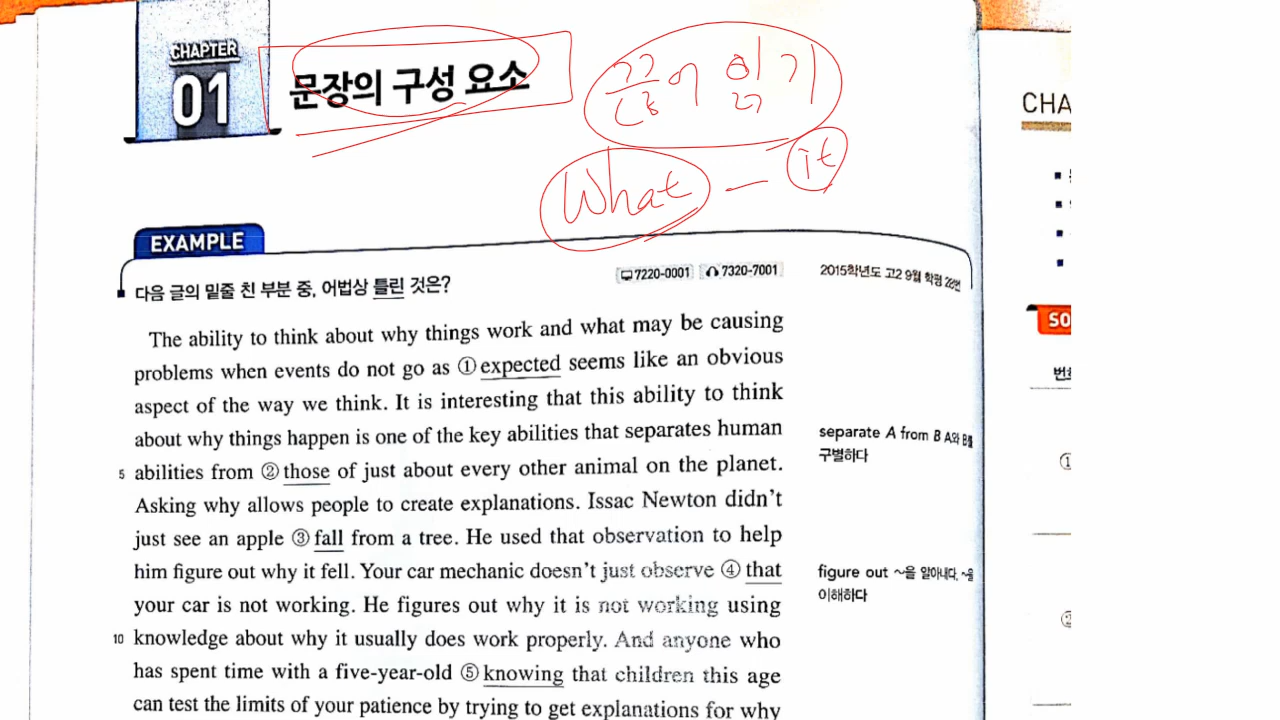 CHAPTER
01
문장의 구성 요소
끊어 읽기
What - it
EXAMPLE
다음 글의 밑줄 친 부분 중, 어법상 틀린 것은?
7220-0001 7320-7001
2015학년도 고2 9월 학평 28번
The ability to think about why things work and what may be causing
problems when events do not go as ① expected seems like an obvious
aspect of the way we think. It is interesting that this ability to think
about why things happen is one of the key abilities that separates human
5 abilities from ② those of just about every other animal on the planet.
Asking why allows people to create explanations. Issac Newton didn't
just see an apple ③ fall from a tree. He used that observation to help
him figure out why it fell. Your car mechanic doesn't just observe ④ that
your car is not working. He figures out why it is not working using
10 knowledge about why it usually does work properly. And anyone who
has spent time with a five-year-old ⑤ knowing that children this age
can test the limits of your patience by trying to get explanations for why
separate A from B A와 B를
구별하다
figure out ~을 알아내다, ~을
이해하다
CHA
SO
①
②